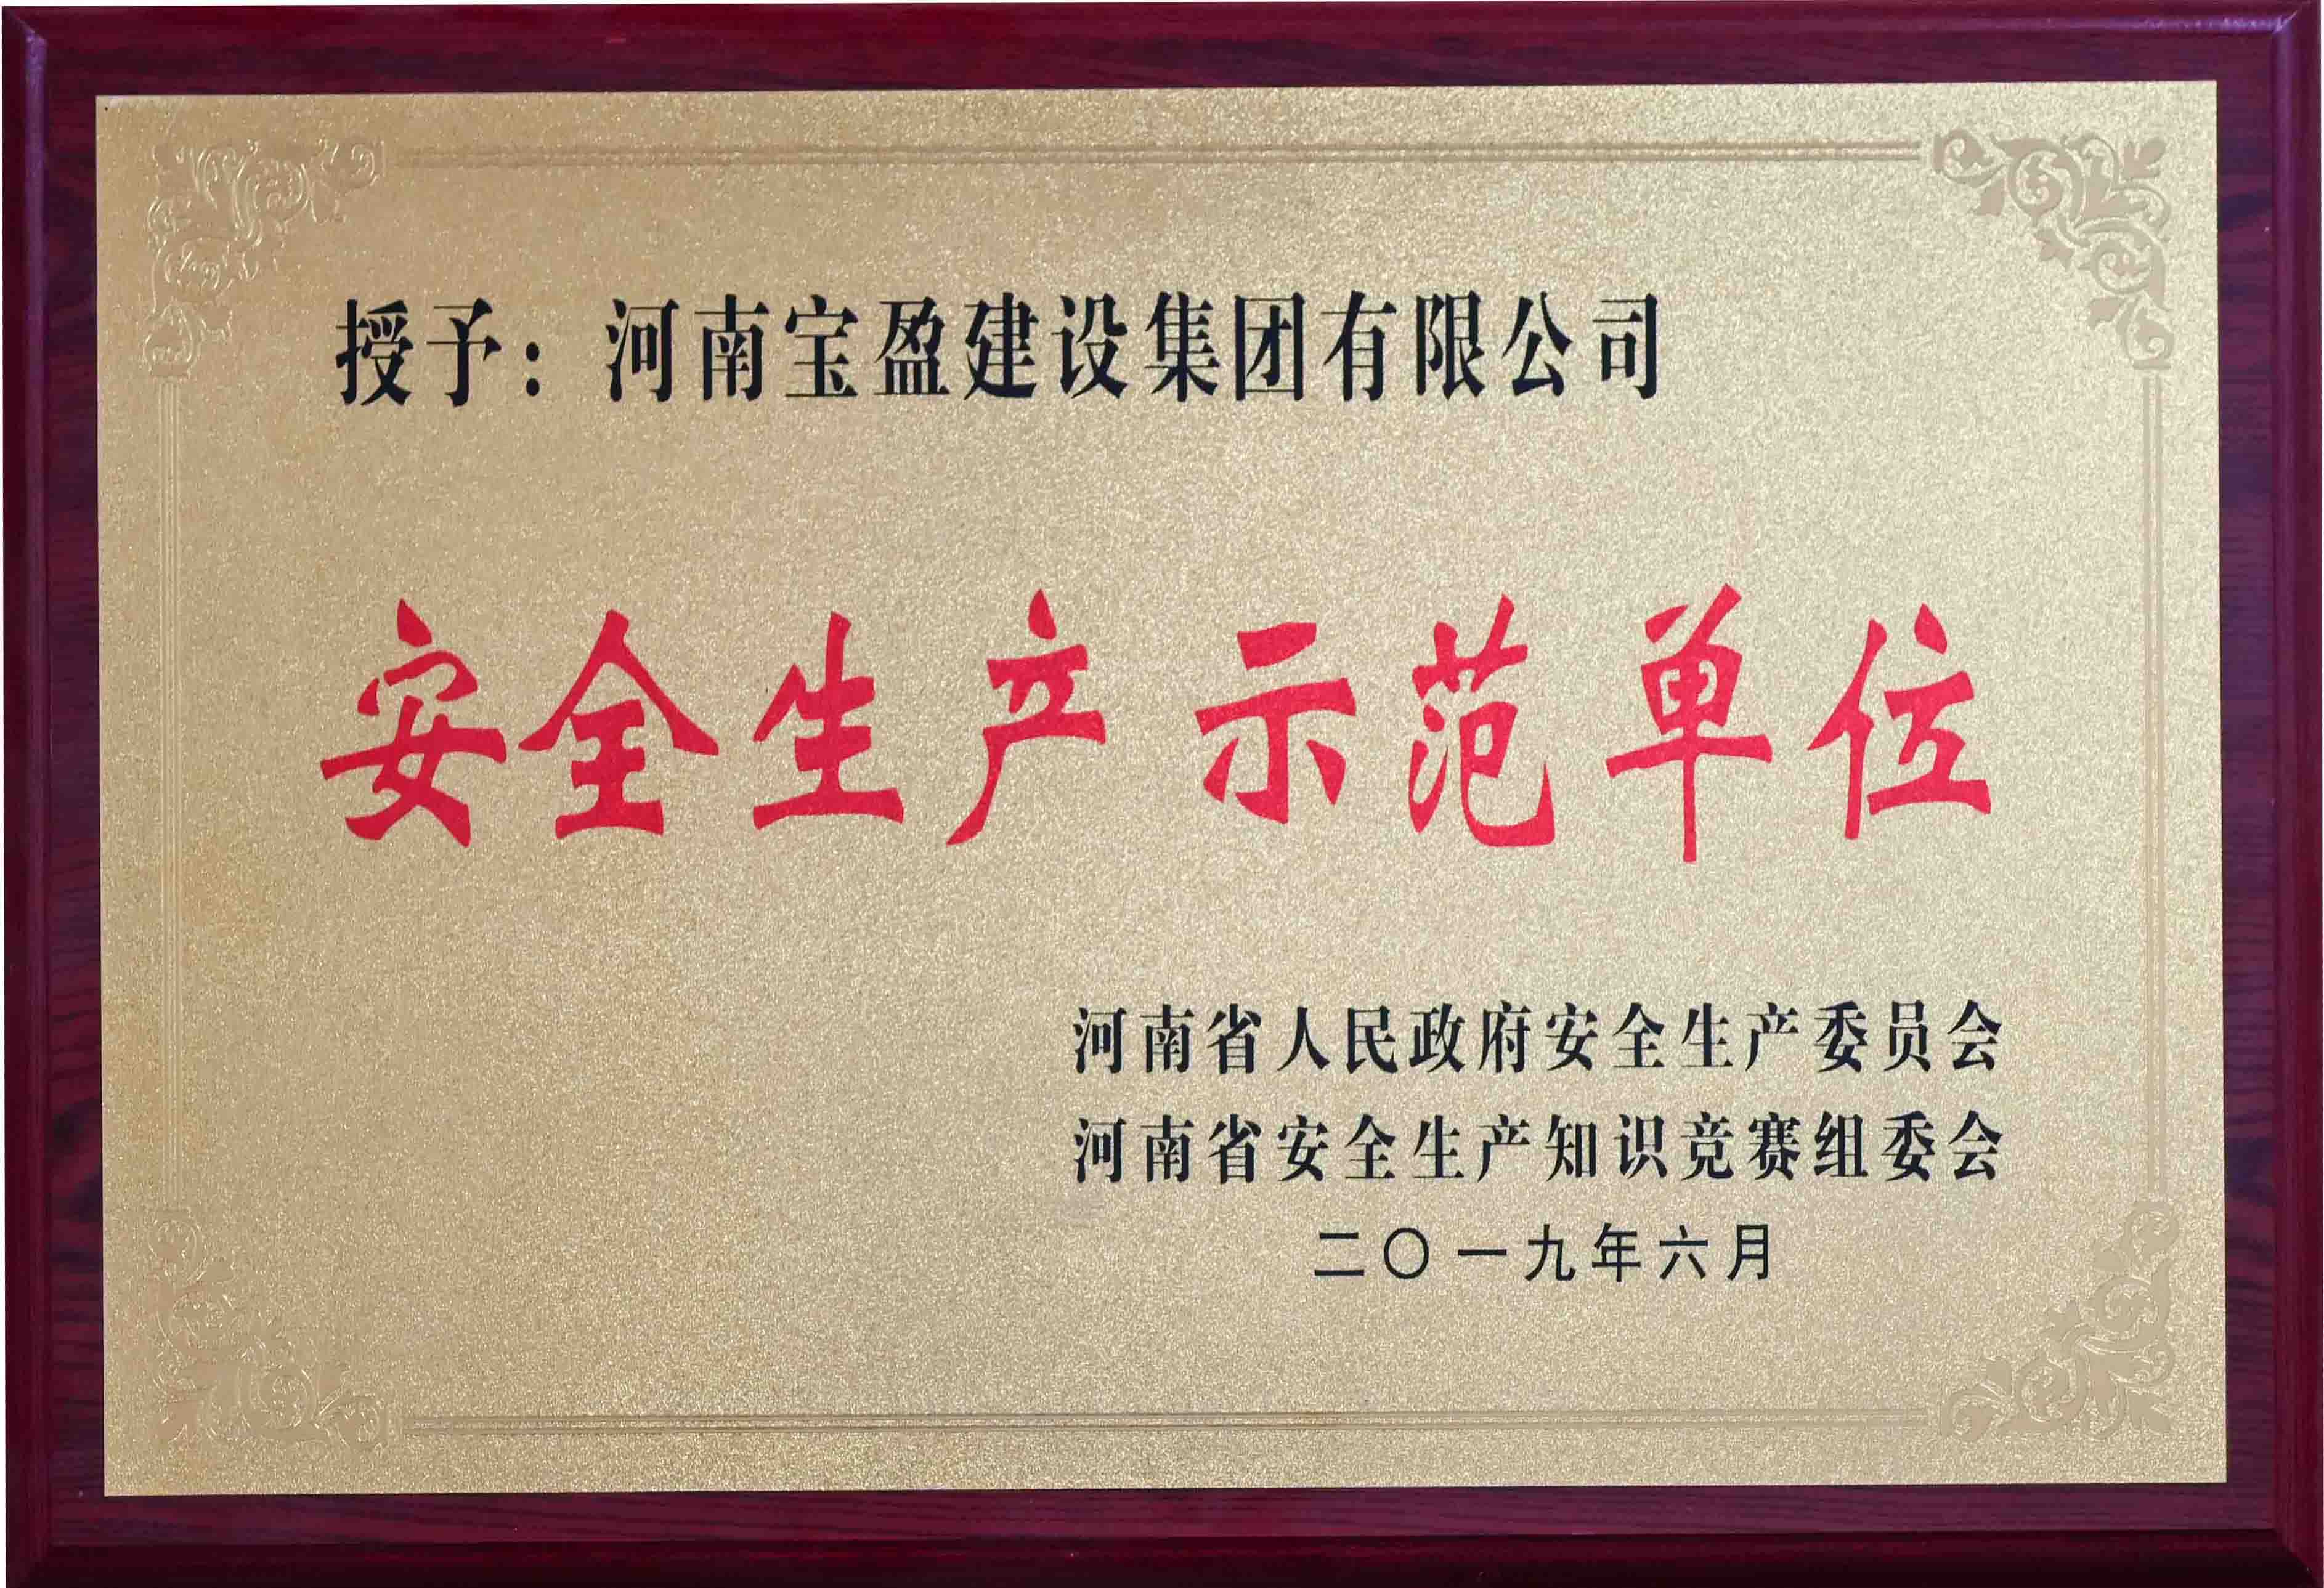 授予：河南宝盈建设集团有限公司
安全生产示范单位
河南省人民政府安全生产委员会
河南省安全生产知识竞赛组委会
二〇一九年六月